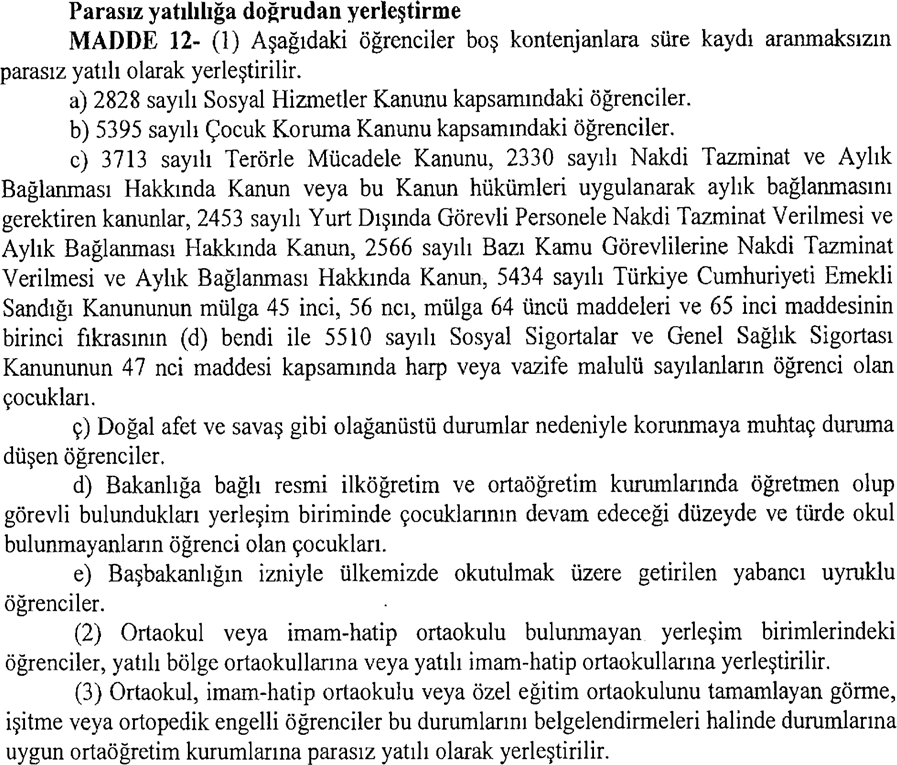 Parasız yatılılığa doğrudan yerleştirme
MADDE 12- (1) Aşağıdaki öğrenciler boş kontenjanlara süre kaydı aranmaksızın
parasız yatılı olarak yerleştirilir.
a) 2828 sayılı Sosyal Hizmetler Kanunu kapsamındaki öğrenciler.
b) 5395 sayılı Çocuk Koruma Kanunu kapsamındaki öğrenciler.
c) 3713 sayılı Terörle Mücadele Kanunu, 2330 sayılı Nakdi Tazminat ve Aylık
Bağlanması Hakkında Kanun veya bu Kanun hükümleri uygulanarak aylık bağlanmasını
gerektiren kanunlar, 2453 sayılı Yurt Dışında Görevli Personele Nakdi Tazminat Verilmesi ve
Aylık Bağlanması Hakkında Kanun, 2566 sayılı Bazı Kamu Görevlilerine Nakdi Tazminat
Verilmesi ve Aylık Bağlanması Hakkında Kanun, 5434 sayılı Türkiye Cumhuriyeti Emekli
Sandığı Kanununun mülga 45 inci, 56 ncı, mülga 64 üncü maddeleri ve 65 inci maddesinin
birinci fıkrasının (d) bendi ile 5510 sayılı Sosyal Sigortalar ve Genel Sağlık Sigortası
Kanununun 47 nci maddesi kapsamında harp veya vazife malulü sayılanların öğrenci olan
çocukları.
ç) Doğal afet ve savaş gibi olağanüstü durumlar nedeniyle korunmaya muhtaç duruma
düşen öğrenciler.
d) Bakanlığa bağlı resmi ilköğretim ve ortaöğretim kurumlarında öğretmen olup
görevli bulundukları yerleşim biriminde çocuklarının devam edeceği düzeyde ve türde okul
bulunmayanların öğrenci olan çocukları.
e) Başbakanlığın izniyle ülkemizde okutulmak üzere getirilen yabancı uyruklu
öğrenciler.
(2) Ortaokul veya imam-hatip ortaokulu bulunmayan yerleşim birimlerindeki
öğrenciler, yatılı bölge ortaokullarına veya yatılı imam-hatip ortaokullarına yerleştirilir.
(3) Ortaokul, imam-hatip ortaokulu veya özel eğitim ortaokulunu tamamlayan görme,
işitme veya ortopedik engelli öğrenciler bu durumlarını belgelendirmeleri halinde durumlarına
uygun ortaöğretim kurumlarına parasız yatılı olarak yerleştirilir.